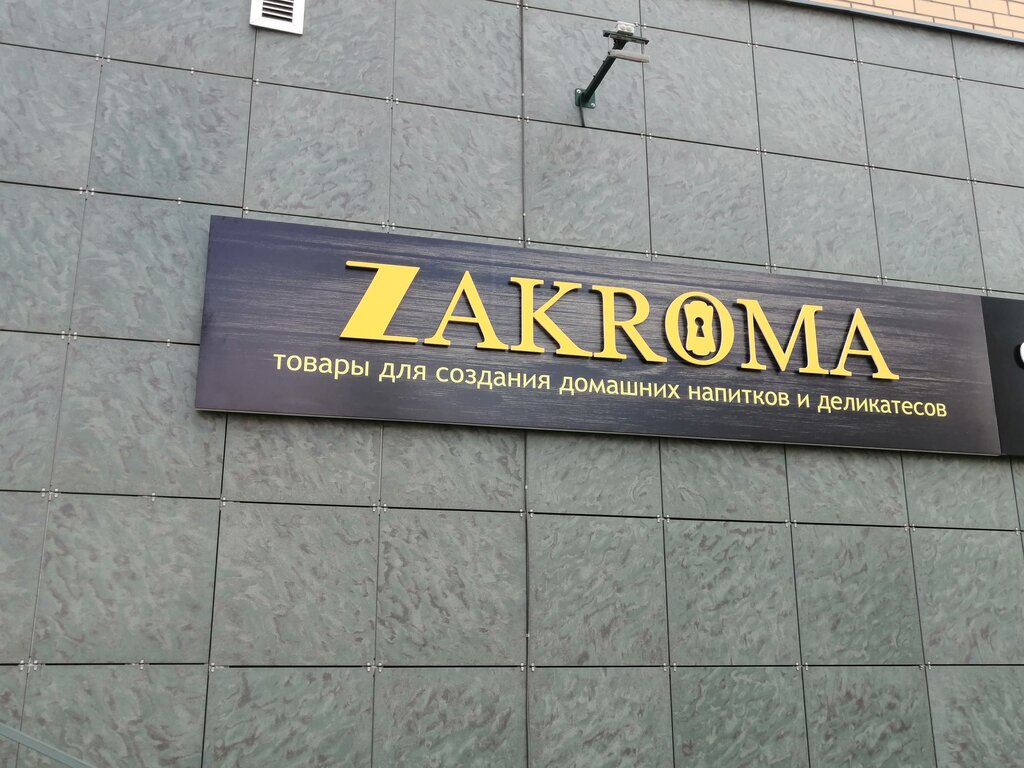 ZAKROMA
товары для создания домашних напитков и деликатесов